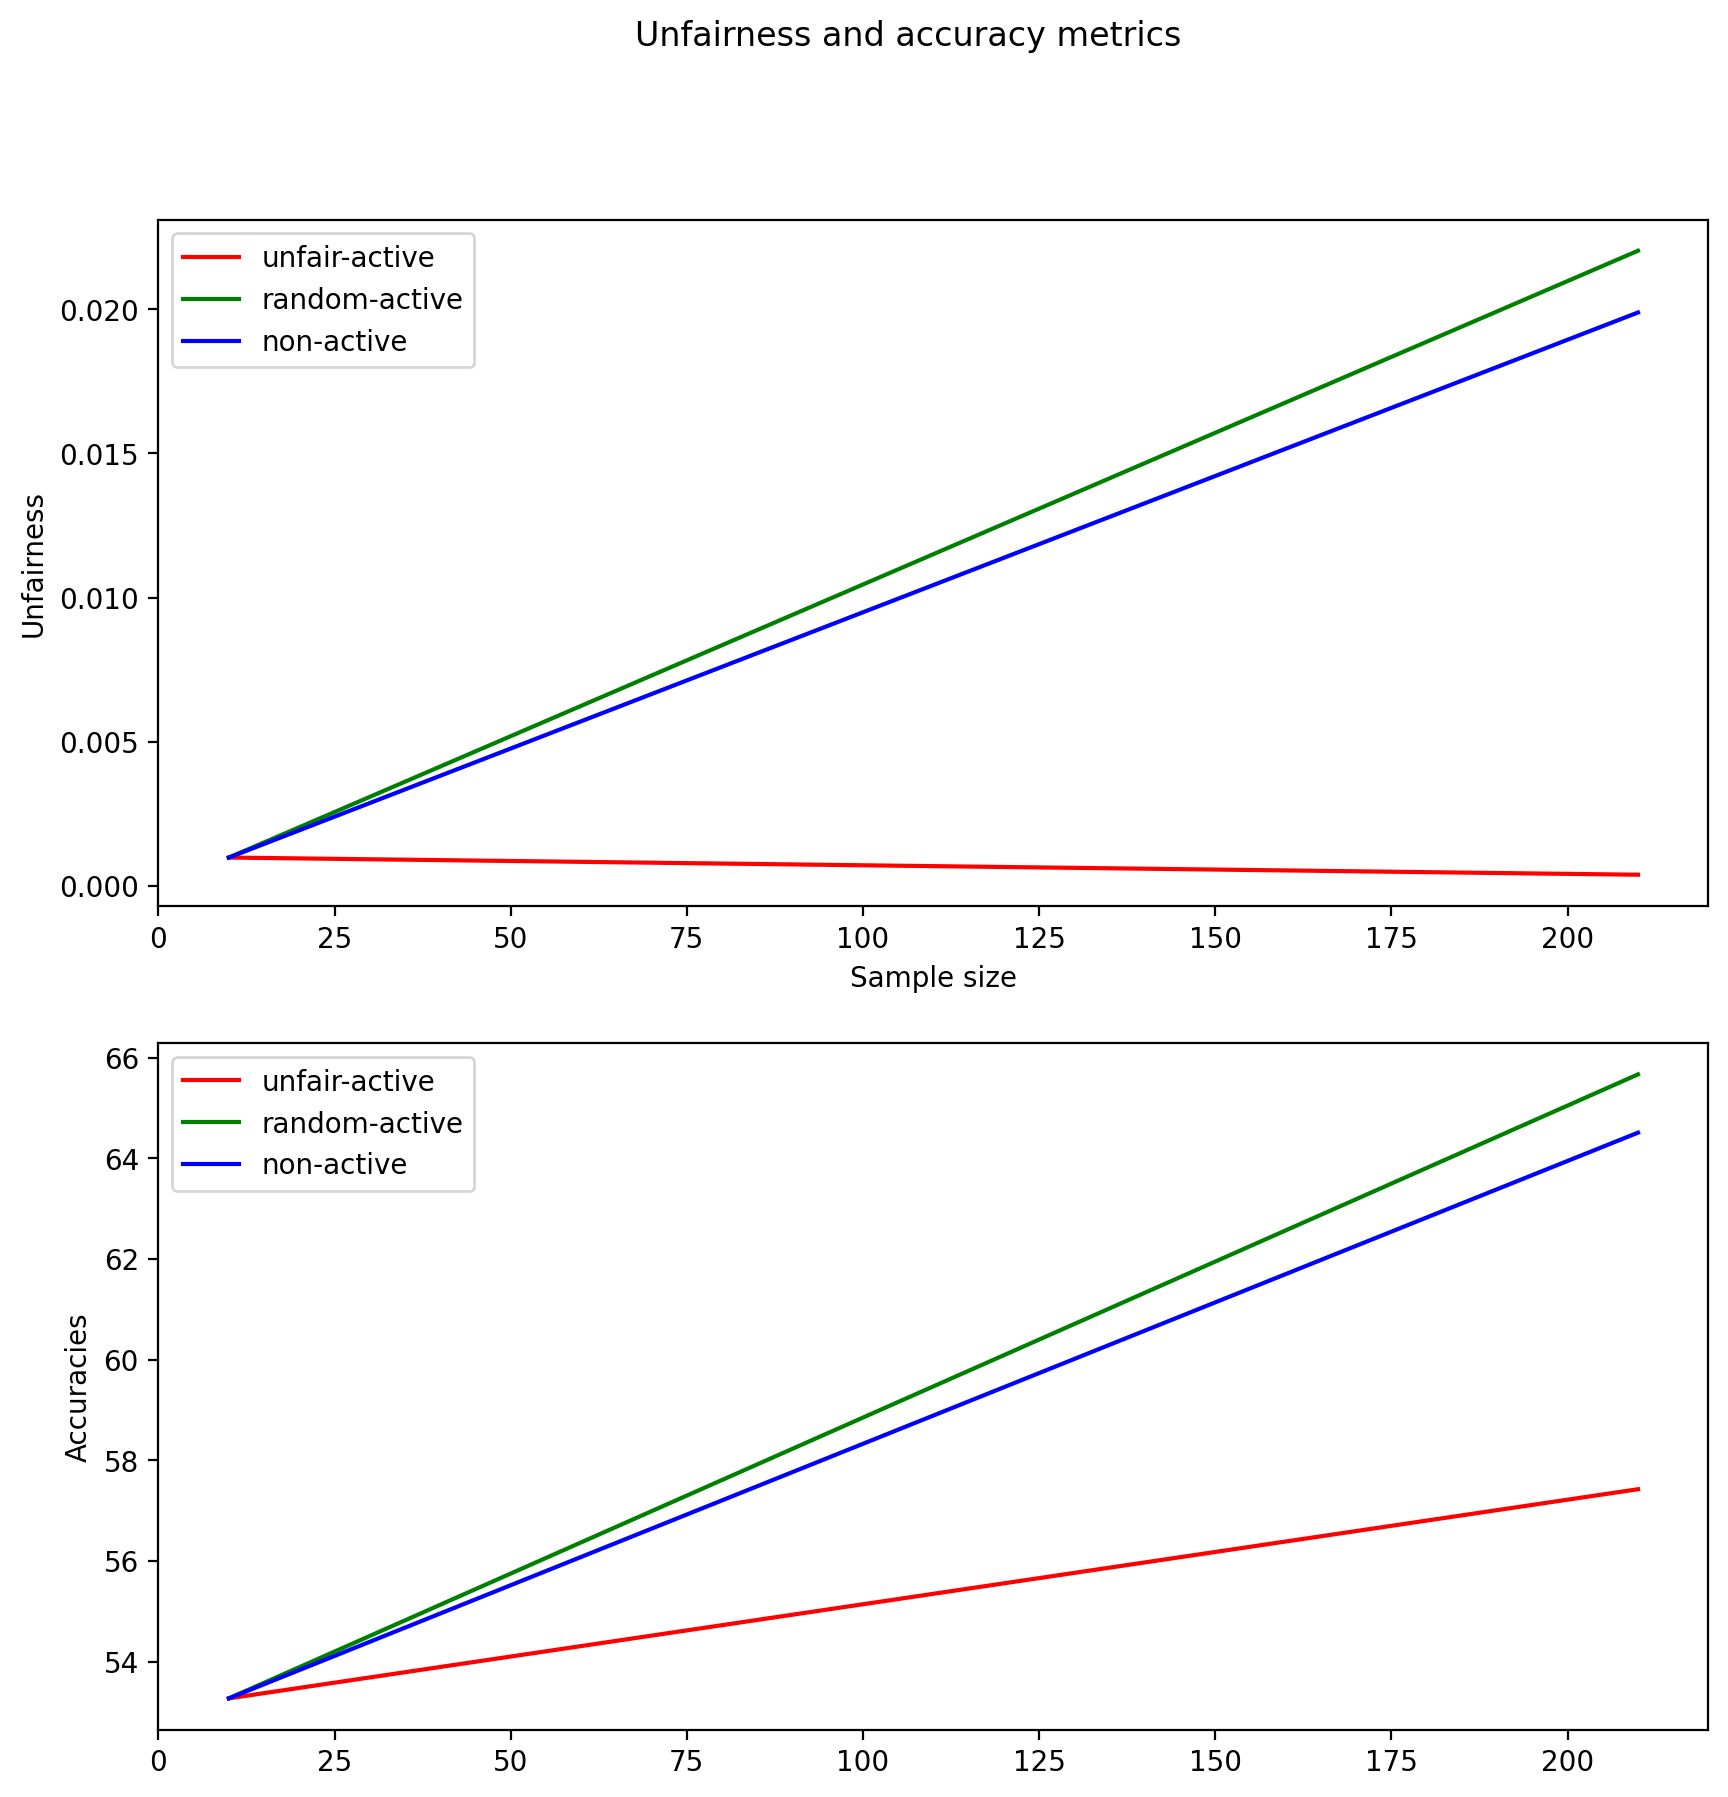 Unfairness and accuracy metrics
unfair-active
random-active
non-active
0.020
0.015
0.010
0.005
0.000
Unfairness
0 25 50 75 100 125 150 175 200
Sample size
unfair-active
random-active
non-active
66
64
62
60
58
56
54
Accuracies
0 25 50 75 100 125 150 175 200